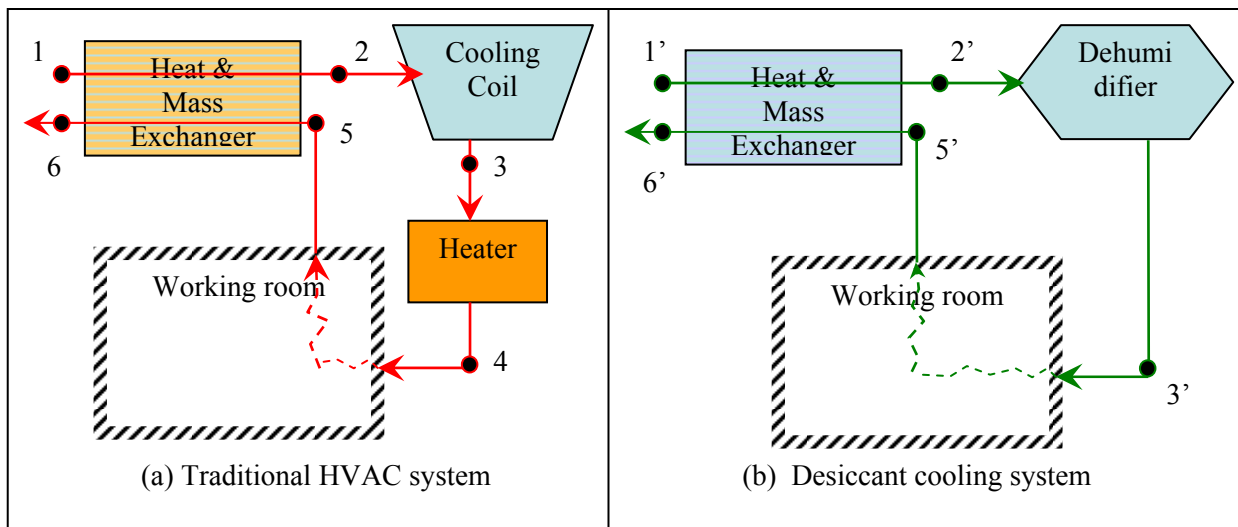 1
2
Heat &
Mass
Exchanger
6
5
Cooling
Coil
3
Heater
Working room
4
(a) Traditional HVAC system
1’
2’
Heat &
Mass
Exchanger
6’
5’
Dehumi
difier
Working room
3’
(b) Desiccant cooling system